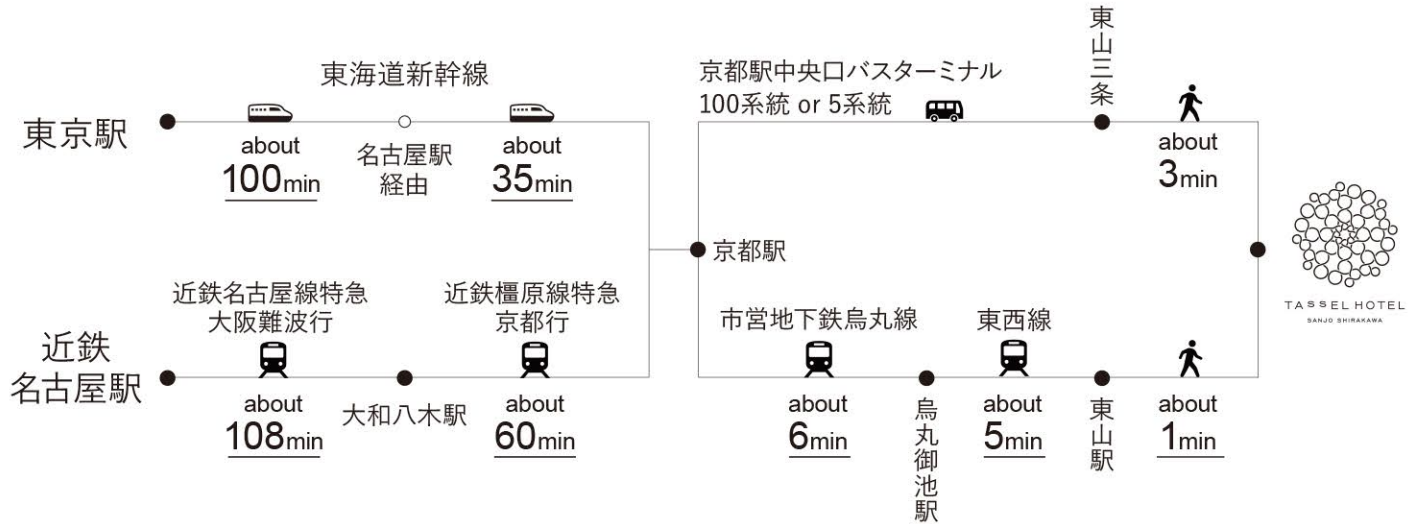 東京駅
東海道新幹線
about
100min
名古屋駅
経由
about
35min
近鉄
名古屋駅
近鉄名古屋線特急
大阪難波行
about
108min
大和八木駅
近鉄橿原線特急
京都行
about
60min
京都駅
京都駅中央口バスターミナル
100系統 or 5系統
東山三条
about
3min
市営地下鉄烏丸線
about
6min
烏丸御池駅
東西線
about
5min
東山駅
about
1min
TASSEL HOTEL
SANJO SHIRAKAWA